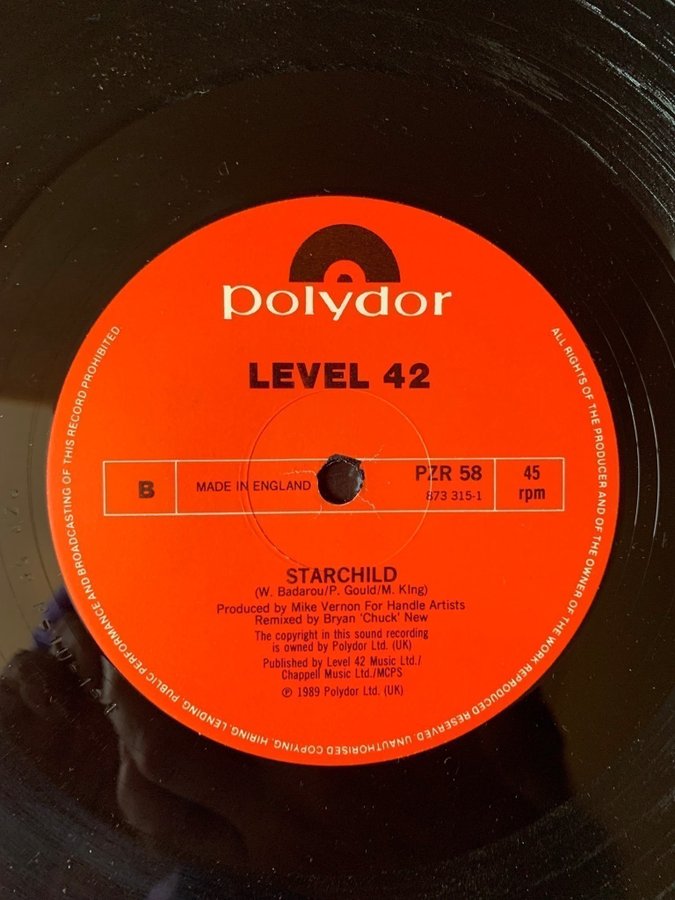 polydor
LEVEL 42
B
MADE IN ENGLAND
PZR 58
873 315-1
45
rpm
STARCHILD
(W. Badarou/P. Gould/M. King)
Produced by Mike Vernon For Handle Artists
Remixed by Bryan 'Chuck' New
The copyright in this sound recording
is owned by Polydor Ltd. (UK)
Published by Level 42 Music Ltd./
Chappell Music Ltd./MCPS
℗ 1989 Polydor Ltd. (UK)
ALL RIGHTS OF THE PRODUCER AND OF THE OWNER OF THE WORK REPRODUCED RESERVED. UNAUTHORISED COPYING, HIRING, LENDING, PUBLIC PERFORMANCE AND BROADCASTING OF THIS RECORD PROHIBITED.